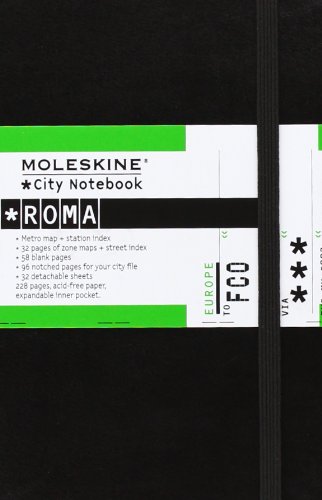 MOLESKINE®
*City Notebook
*ROMA
* Metro map + station index
* 32 pages of zone maps + street index
* 58 blank pages
* 96 notched pages for your city file
* 32 detachable sheets
228 pages, acid-free paper,
expandable inner pocket.
EUROPE
TO FCO
VIA ***